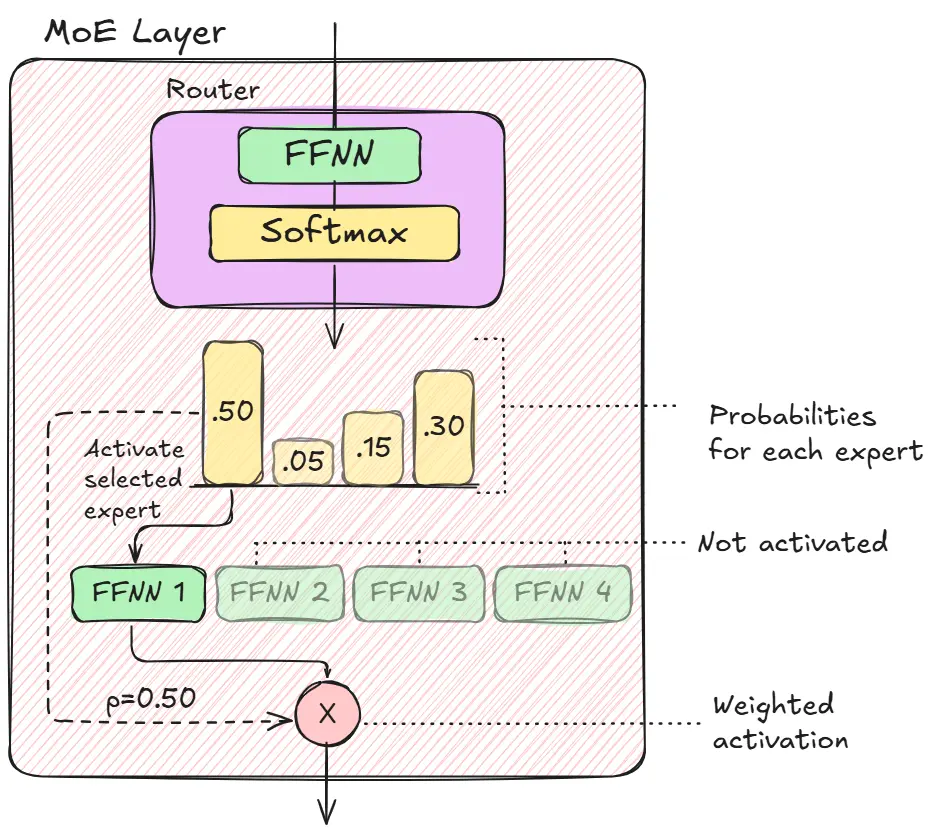 MoE Layer
Router
FFNN
Softmax
.50
.05
.15
.30
Probabilities
for each expert
Activate
selected
expert
Not activated
FFNN 1
FFNN 2
FFNN 3
FFNN 4
ρ=0.50
X
Weighted
activation